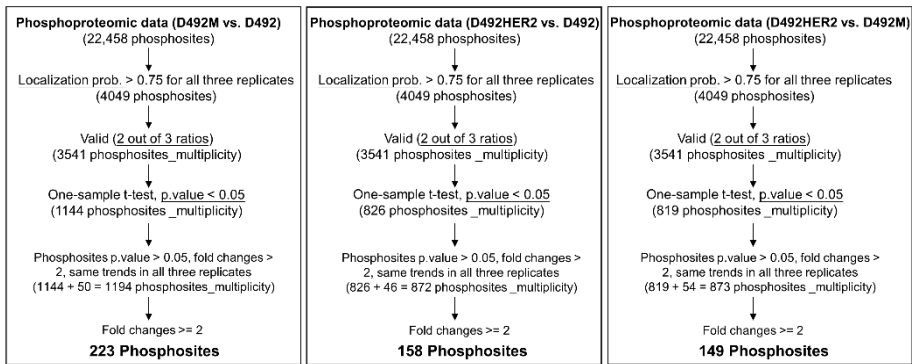 Phosphoproteomic data (D492M vs. D492)
(22,458 phosphosites)
Localization prob. > 0.75 for all three replicates
(4049 phosphosites)
Valid (2 out of 3 ratios)
(3541 phosphosites_multiplicity)
One-sample t-test, p.value < 0.05
(1144 phosphosites _multiplicity)
Phosphosites p.value > 0.05, fold changes >
2, same trends in all three replicates
(1144 + 50 = 1194 phosphosites_multiplicity)
Fold changes >= 2
223 Phosphosites
Phosphoproteomic data (D492HER2 vs. D492)
(22,458 phosphosites)
Localization prob. > 0.75 for all three replicates
(4049 phosphosites)
Valid (2 out of 3 ratios)
(3541 phosphosites _multiplicity)
One-sample t-test, p.value < 0.05
(826 phosphosites _multiplicity)
Phosphosites p.value > 0.05, fold changes >
2, same trends in all three replicates
(826 + 46 = 872 phosphosites _multiplicity)
Fold changes >= 2
158 Phosphosites
Phosphoproteomic data (D492HER2 vs. D492M)
(22,458 phosphosites)
Localization prob. > 0.75 for all three replicates
(4049 phosphosites)
Valid (2 out of 3 ratios)
(3541 phosphosites _multiplicity)
One-sample t-test, p.value < 0.05
(819 phosphosites _multiplicity)
Phosphosites p.value > 0.05, fold changes >
2, same trends in all three replicates
(819 + 54 = 873 phosphosites _multiplicity)
Fold changes >= 2
149 Phosphosites